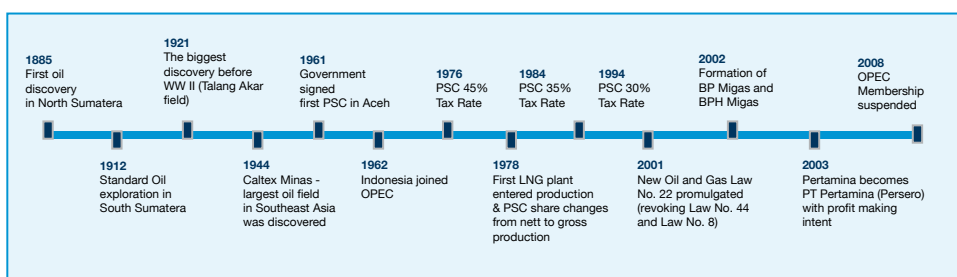 1885
First oil
discovery
in North Sumatera
1912
Standard Oil
exploration in
South Sumatera
1921
The biggest
discovery before
WW II (Talang Akar
field)
1944
Caltex Minas -
largest oil field
in Southeast Asia
was discovered
1961
Government
signed
first PSC in Aceh
1962
Indonesia joined
OPEC
1976
PSC 45%
Tax Rate
1978
First LNG plant
entered production
& PSC share changes
from nett to gross
production
1984
PSC 35%
Tax Rate
1994
PSC 30%
Tax Rate
2001
New Oil and Gas Law
No. 22 promulgated
(revoking Law No. 44
and Law No. 8)
2002
Formation of
BP Migas and
BPH Migas
2003
Pertamina becomes
PT Pertamina (Persero)
with profit making
intent
2008
OPEC
Membership
suspended